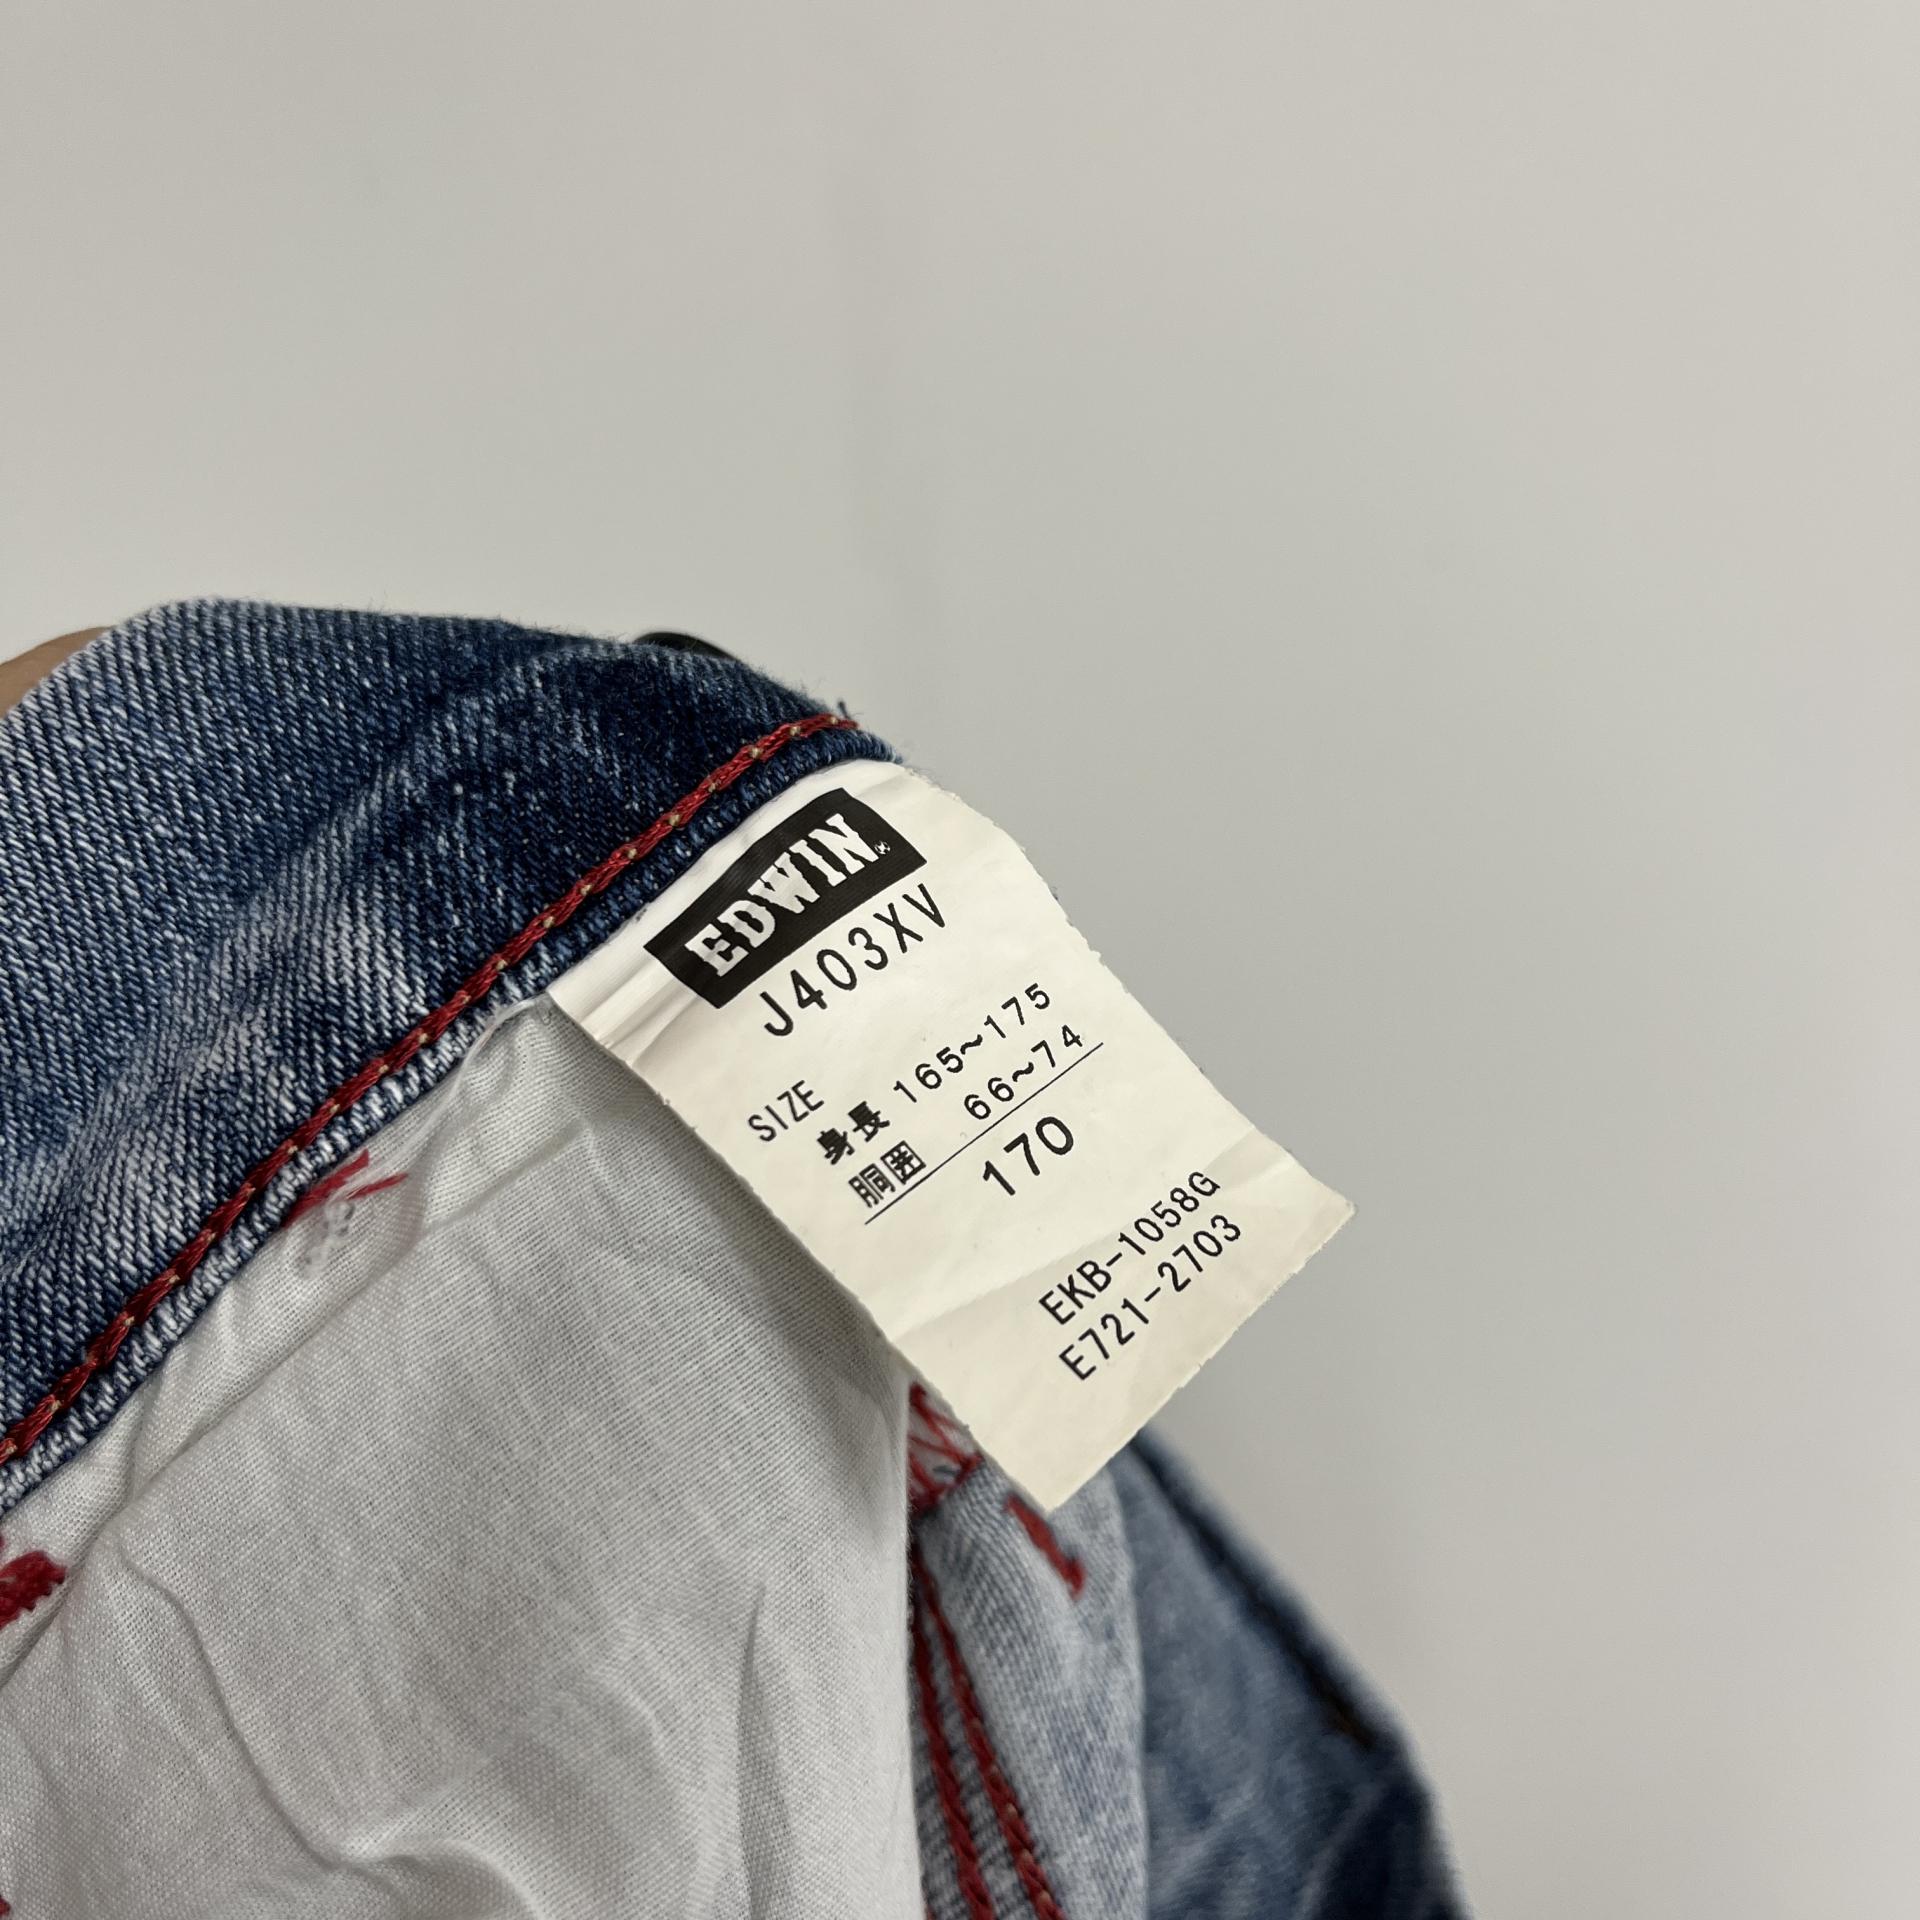 EDWIN
J403XV
SIZE
身長 165~175
胴囲 66~74
170
EKB-1058G
E721-2703